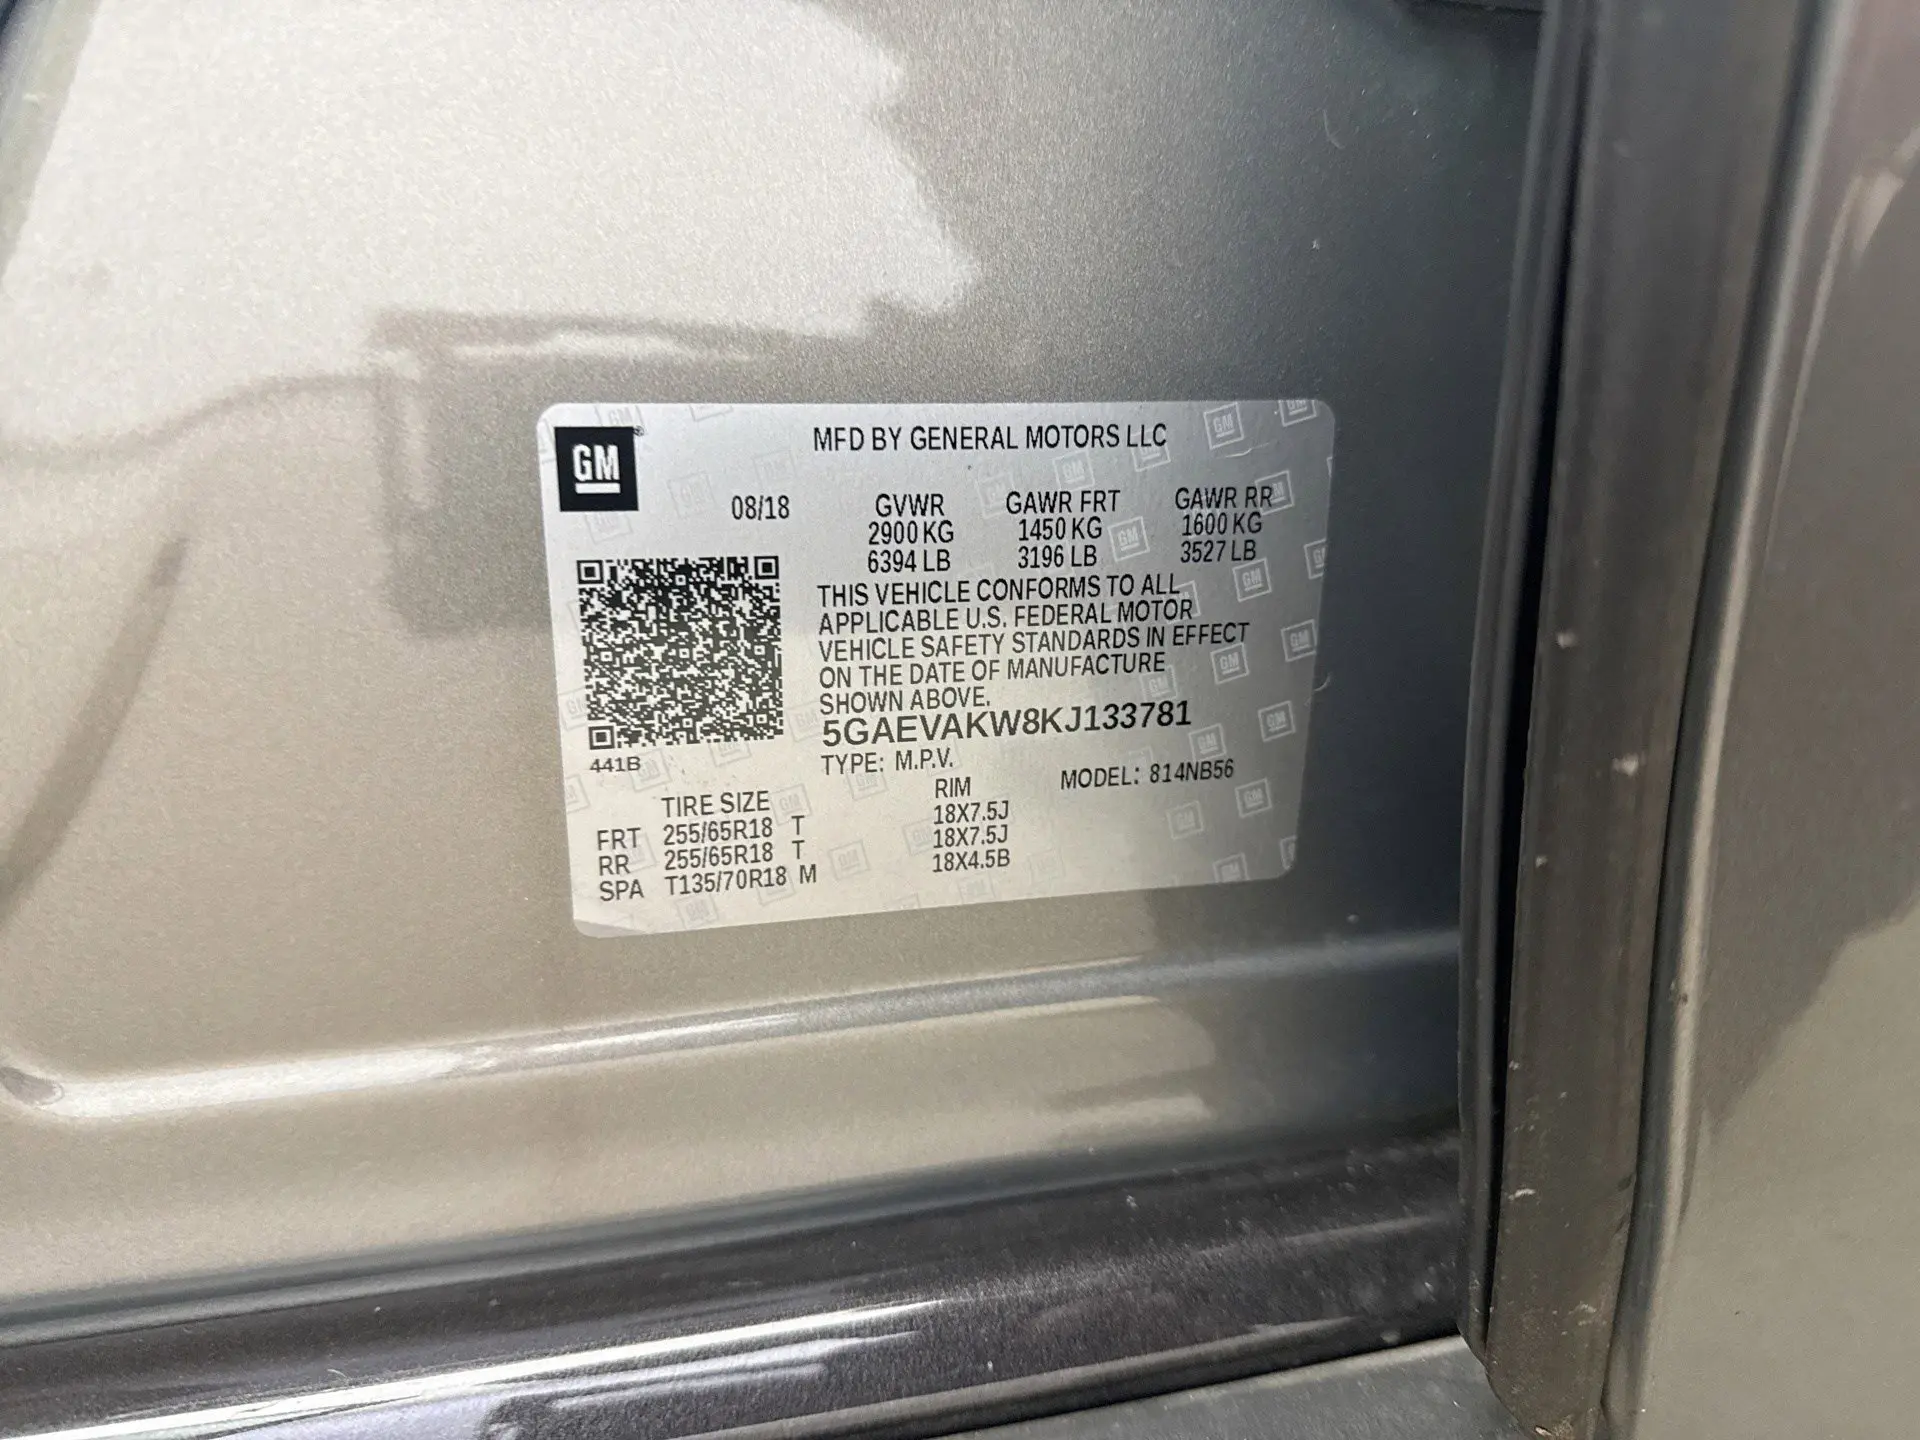 GM
MFD BY GENERAL MOTORS LLC
08/18 GVWR GAWR FRT GAWR RR
2900 KG 1450 KG 1600 KG
6394 LB 3196 LB 3527 LB
THIS VEHICLE CONFORMS TO ALL
APPLICABLE U.S. FEDERAL MOTOR
VEHICLE SAFETY STANDARDS IN EFFECT
ON THE DATE OF MANUFACTURE
SHOWN ABOVE.
5GAEVAKW8KJ133781
441B
TYPE: M.P.V. MODEL: 814NB56
TIRE SIZE RIM
FRT 255/65R18 T 18X7.5J
RR 255/65R18 T 18X7.5J
SPA T135/70R18 M 18X4.5B